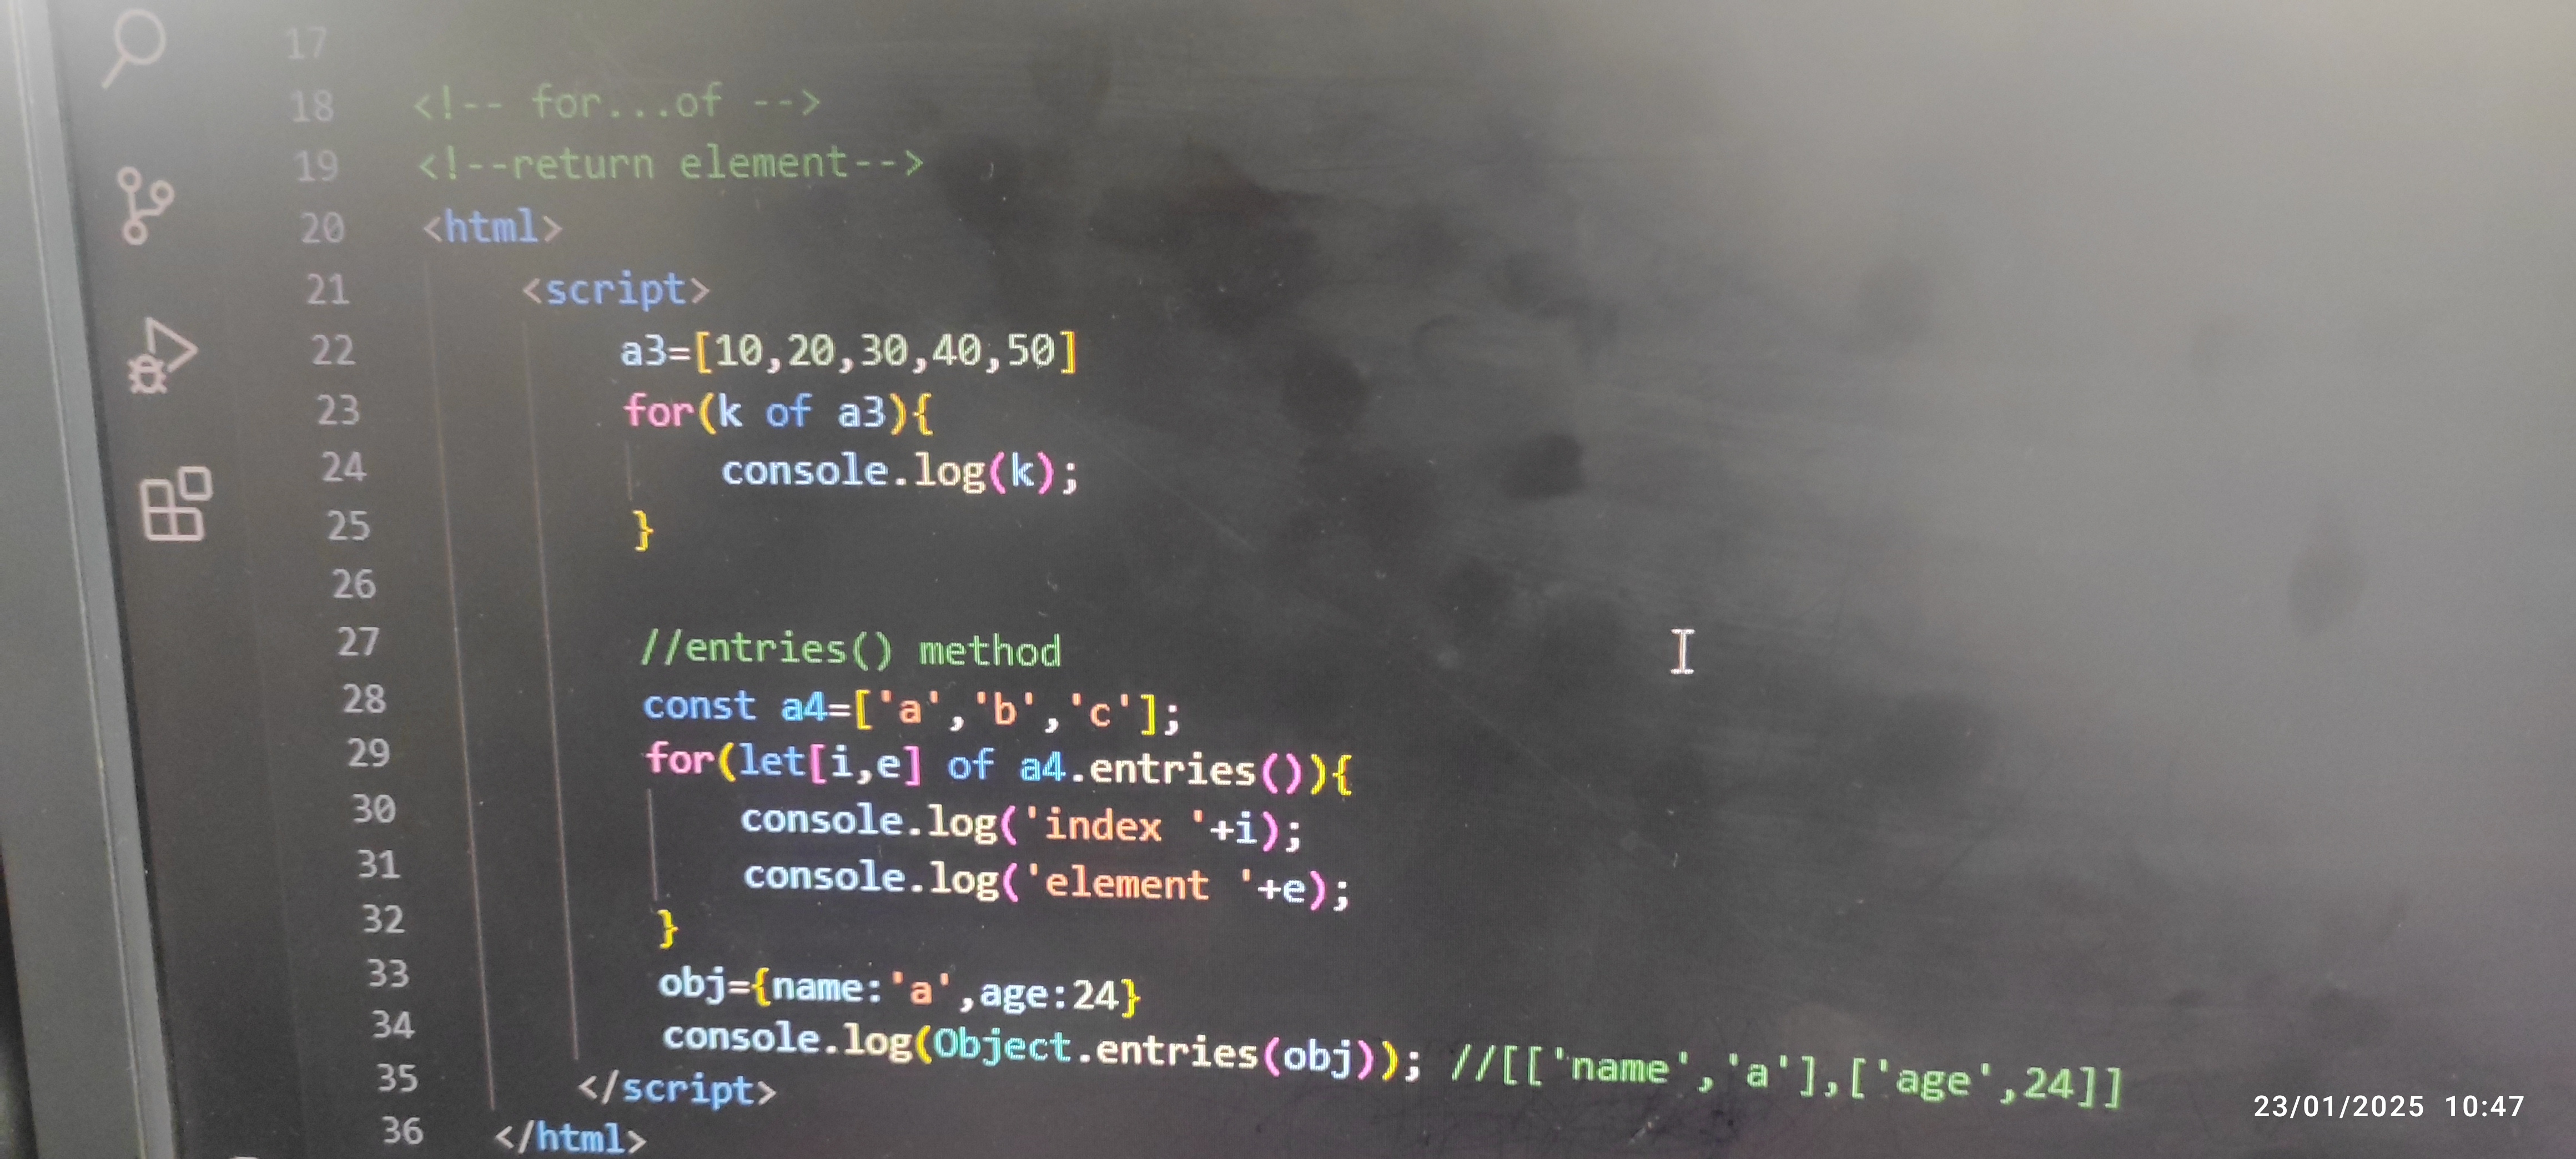 17
18 <!-- for...of -->
19 <!--return element-->
20 <html>
21     <script>
22         a3=[10,20,30,40,50]
23         for(k of a3){
24             console.log(k);
25         }
26
27         //entries() method
28         const a4=['a','b','c'];
29         for(let[i,e] of a4.entries()){
30             console.log('index '+i);
31             console.log('element '+e);
32         }
33         obj={name:'a',age:24}
34         console.log(Object.entries(obj)); //[['name','a'],['age',24]]
35     </script>
36 </html>
23/01/2025 10:47